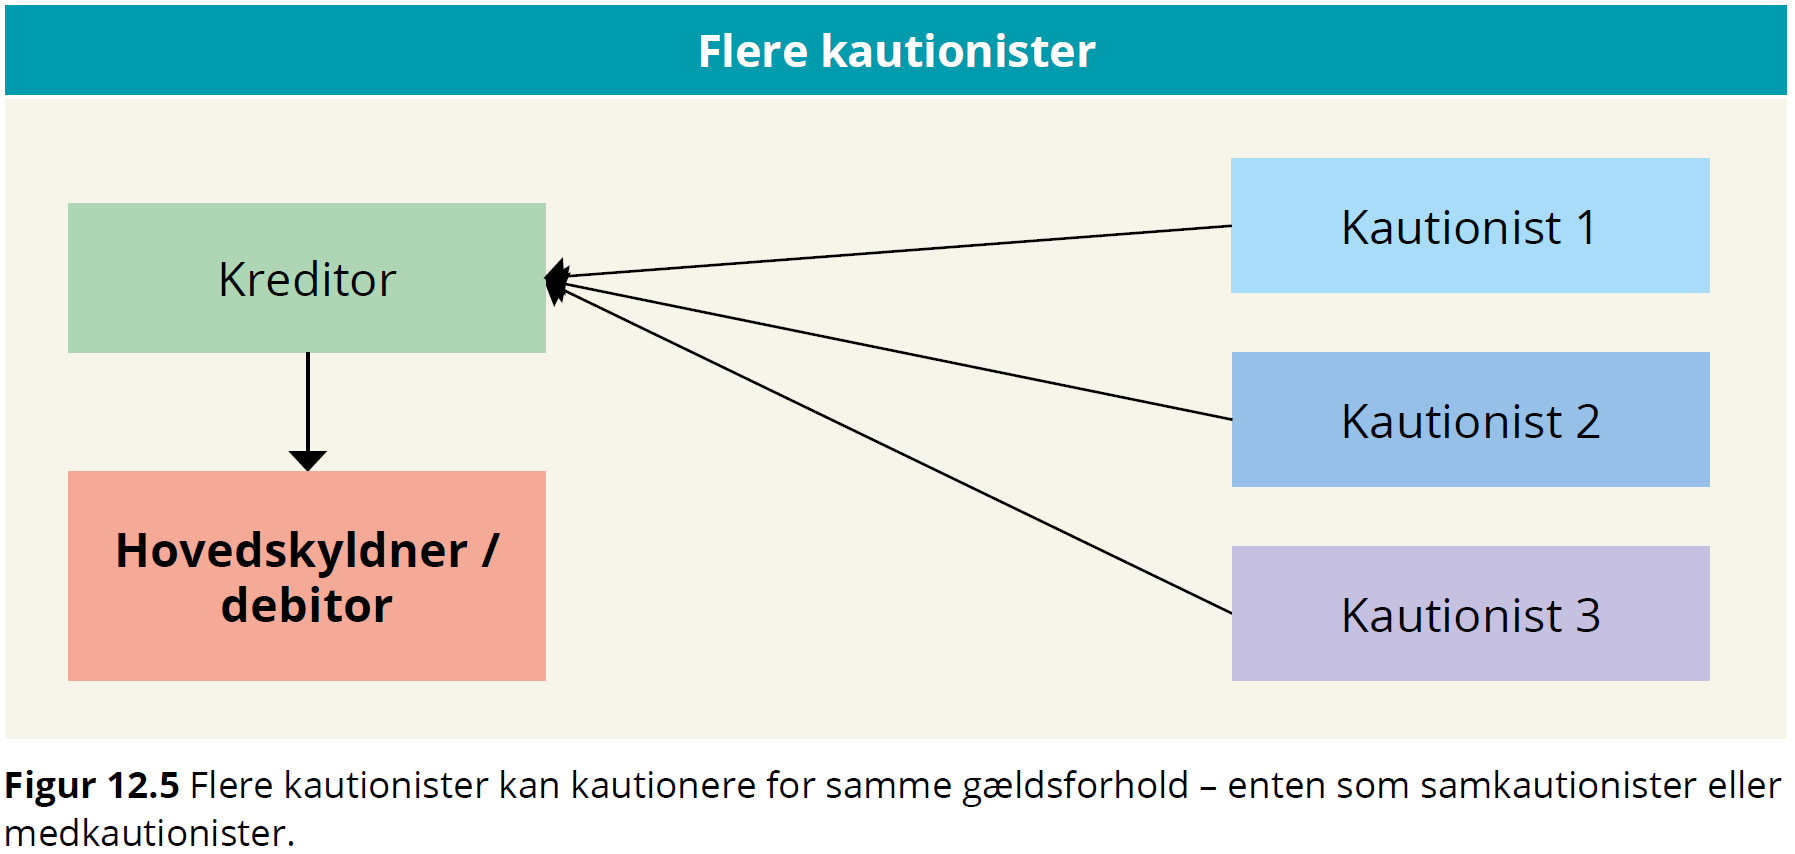 Flere kautionister
Kreditor
Hovedskyldner /
debitor
Kautionist 1
Kautionist 2
Kautionist 3
Figur 12.5 Flere kautionister kan kautionere for samme gældsforhold – enten som samkautionister eller
medkautionister.